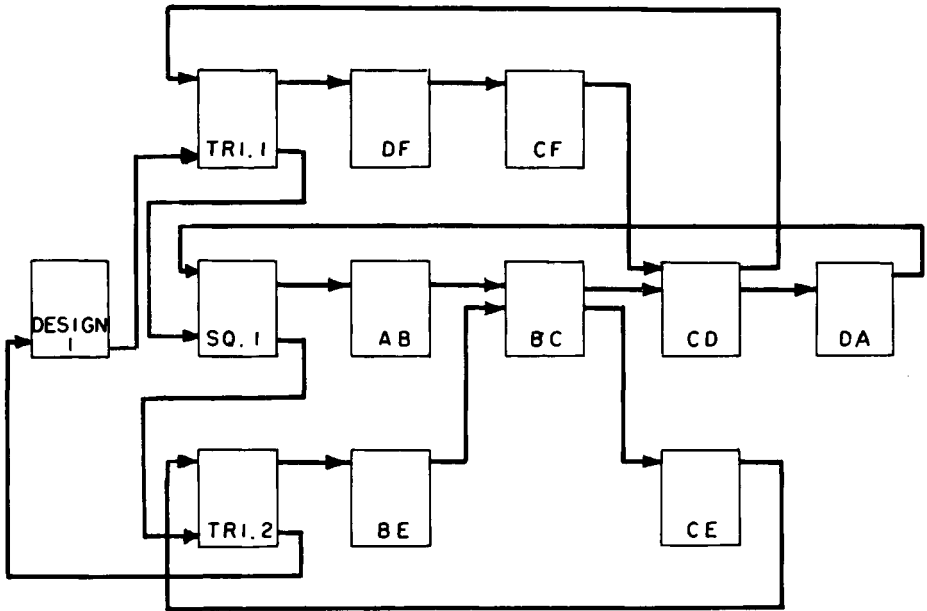 TRI. 1
DF
CF
DESIGN
1
SQ. 1
AB
BC
CD
DA
TRI. 2
BE
CE